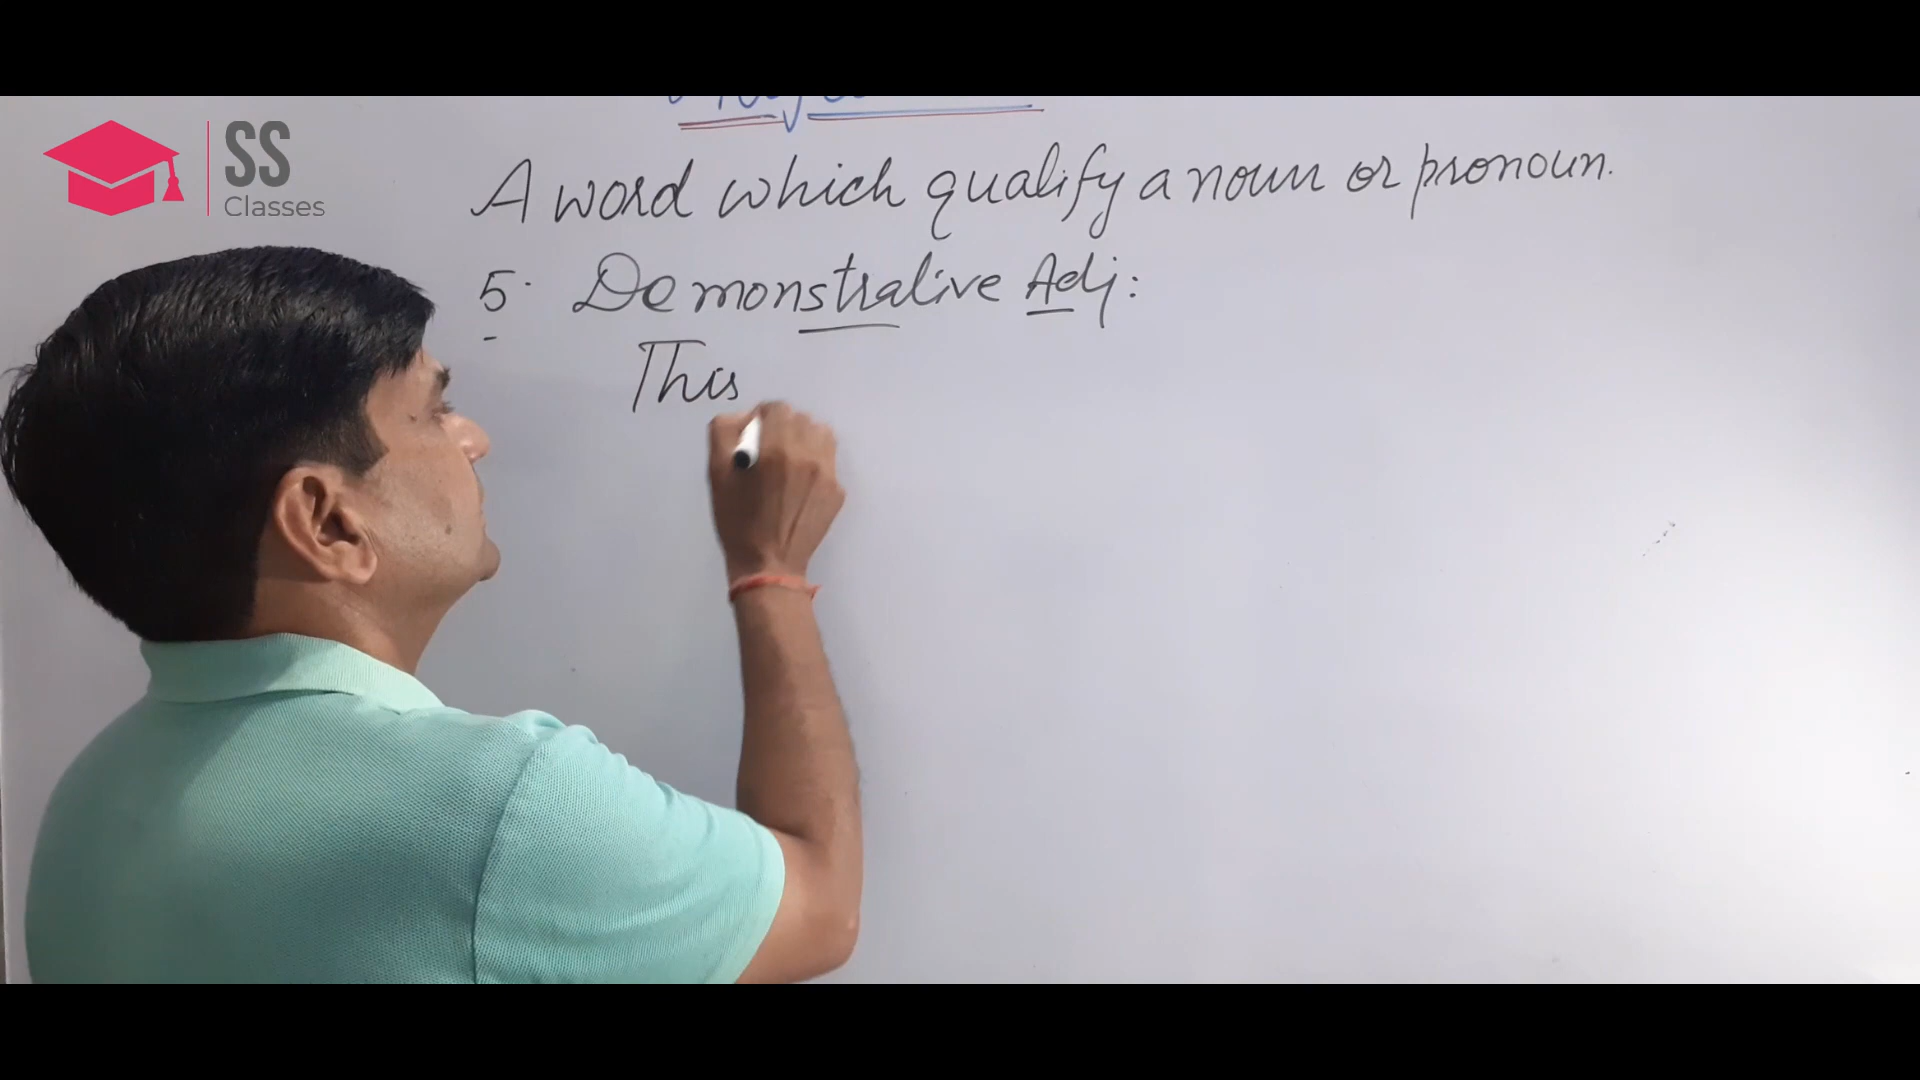 SS
Classes
A word which qualify a noun or pronoun.
5. Demonstrative Adj:
This